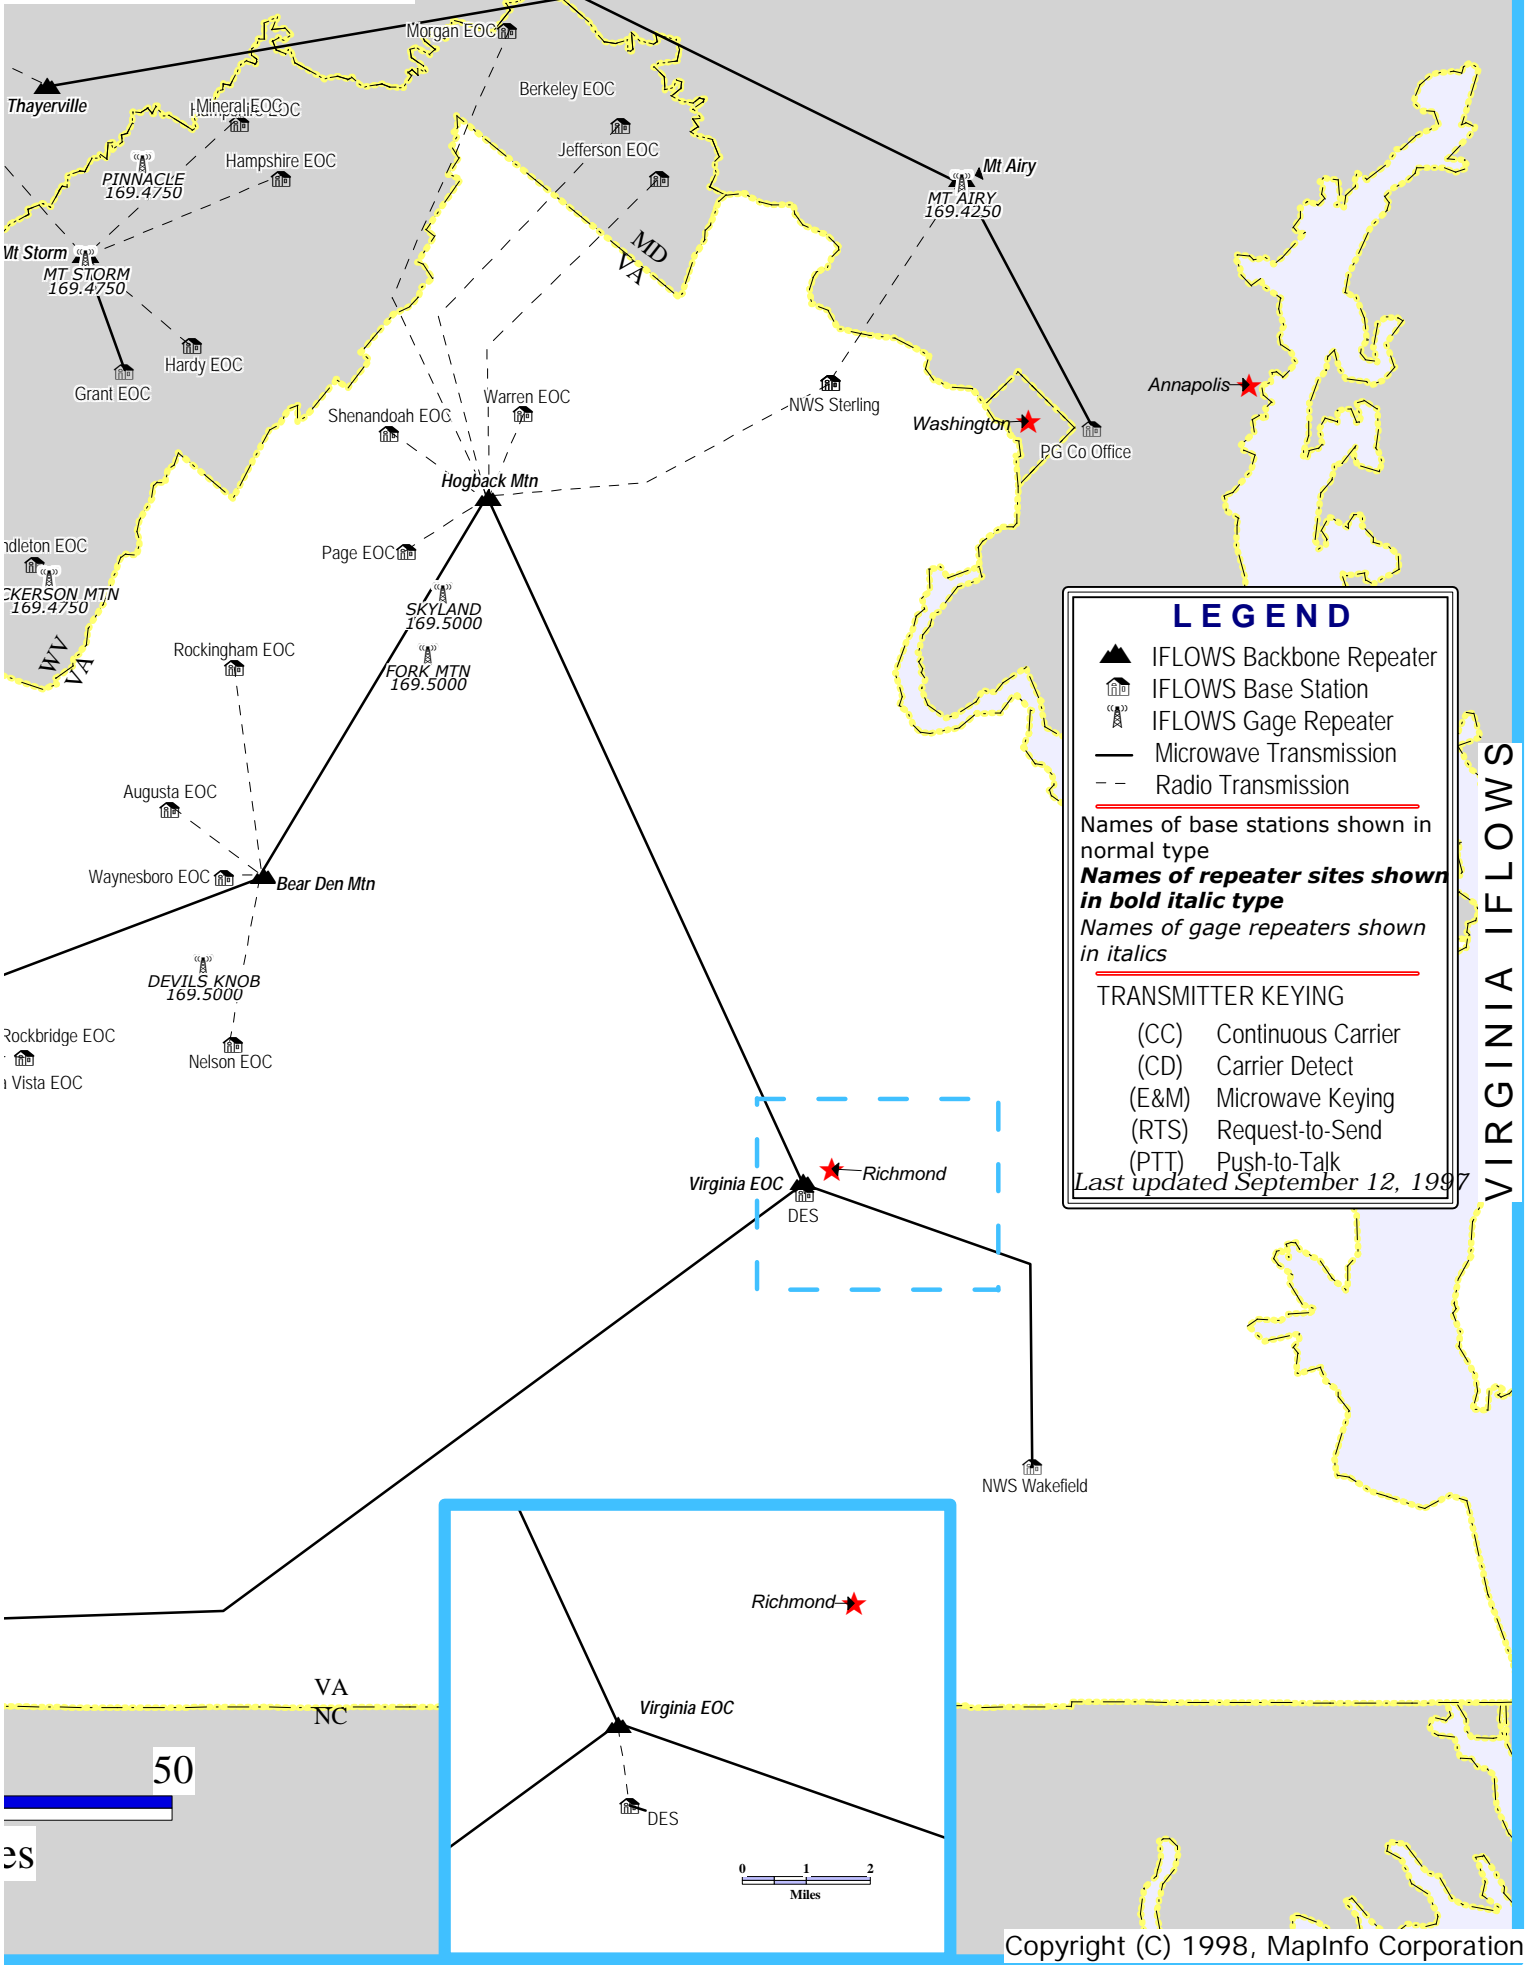 Morgan EOC
Berkeley EOC
Thayerville
Mineral EOC
Jefferson EOC
Hampshire EOC
Mt Airy
PINNACLE
169.4750
MT AIRY
169.4250
MD
VA
Mt Storm
MT STORM
169.4750
Hardy EOC
Grant EOC
Annapolis
Warren EOC
Shenandoah EOC
NWS Sterling
Washington
PG Co Office
Hogback Mtn
Page EOC
ndleton EOC
CKERSON MTN
169.4750
SKYLAND
169.5000
WV
VA
Rockingham EOC
FORK MTN
169.5000
Augusta EOC
Waynesboro EOC
Bear Den Mtn
DEVILS KNOB
169.5000
Rockbridge EOC
Nelson EOC
a Vista EOC
LEGEND
IFLOWS Backbone Repeater
IFLOWS Base Station
IFLOWS Gage Repeater
Microwave Transmission
Radio Transmission
Names of base stations shown in
normal type
Names of repeater sites shown
in bold italic type
Names of gage repeaters shown
in italics
TRANSMITTER KEYING
(CC) Continuous Carrier
(CD) Carrier Detect
(E&M) Microwave Keying
(RTS) Request-to-Send
(PTT) Push-to-Talk
Last updated September 12, 1997
VIRGINIA IFLOWS
Richmond
Virginia EOC
DES
NWS Wakefield
VA
NC
50
es
Richmond
Virginia EOC
DES
0 1 2
Miles
Copyright (C) 1998, MapInfo Corporation